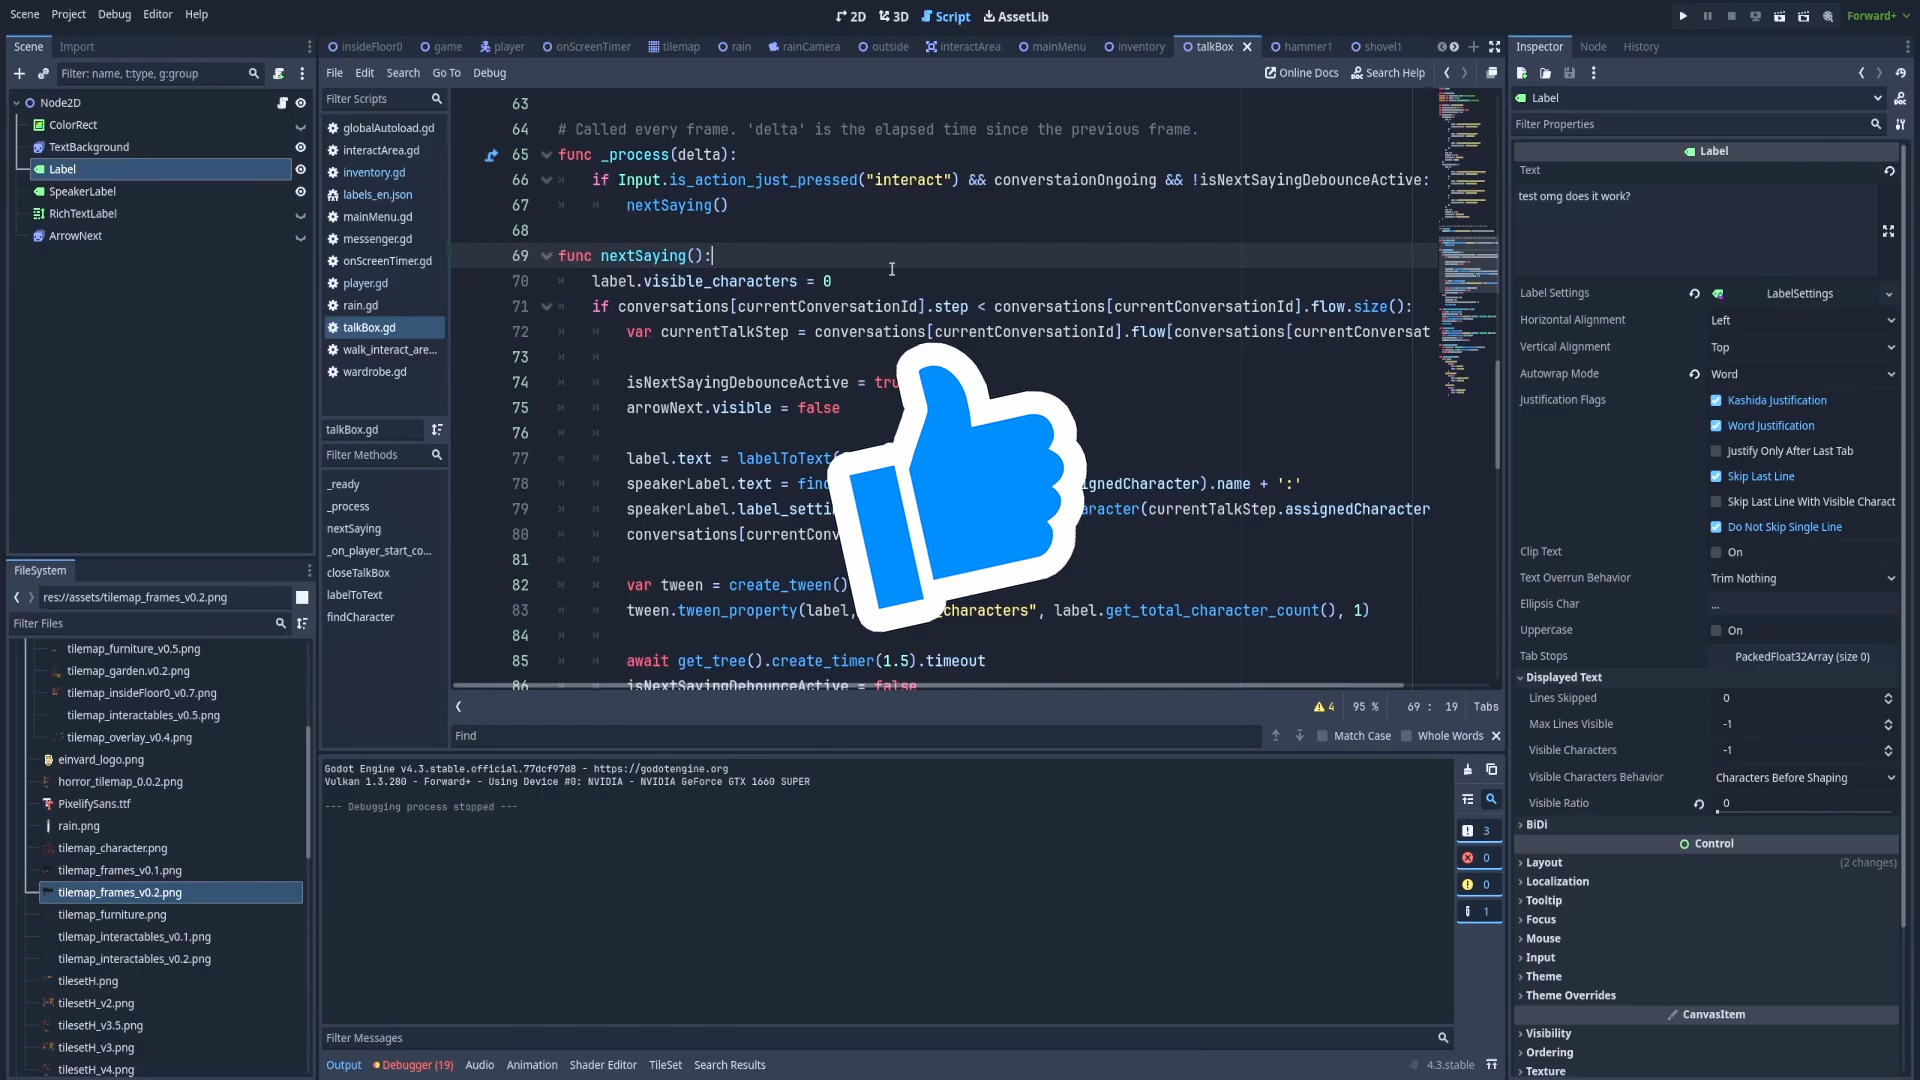 Scene Project Debug Editor Help
2D 3D Script AssetLib
Forward+
Scene Import
Filter: name, t:type, g:group
Node2D
ColorRect
TextBackground
Label
SpeakerLabel
RichTextLabel
ArrowNext
FileSystem
res://assets/tilemap_frames_v0.2.png
Filter Files
tilemap_furniture_v0.5.png
tilemap_garden.v0.2.png
tilemap_insideFloor0_v0.7.png
tilemap_interactables_v0.5.png
tilemap_overlay_v0.4.png
einvard_logo.png
horror_tilemap_0.0.2.png
PixelifySans.ttf
rain.png
tilemap_character.png
tilemap_frames_v0.1.png
tilemap_frames_v0.2.png
tilemap_furniture.png
tilemap_interactables_v0.1.png
tilemap_interactables_v0.2.png
tilesetH.png
tilesetH_v2.png
tilesetH_v3.5.png
tilesetH_v3.png
tilesetH_v4.png
insideFloor0 game player onScreenTimer tilemap rain rainCamera outside interactArea mainMenu inventory talkBox hammer1 shovel1
File Edit Search Go To Debug
Online Docs Search Help
Filter Scripts
globalAutoload.gd
interactArea.gd
inventory.gd
labels_en.json
mainMenu.gd
messenger.gd
onScreenTimer.gd
player.gd
rain.gd
talkBox.gd
walk_interact_are...
wardrobe.gd
talkBox.gd
Filter Methods
_ready
_process
nextSaying
_on_player_start_co...
closeTalkBox
labelToText
findCharacter
63
64 # Called every frame. 'delta' is the elapsed time since the previous frame.
65 func _process(delta):
66 if Input.is_action_just_pressed("interact") && converstaionOngoing && !isNextSayingDebounceActive:
67 nextSaying()
68
69 func nextSaying():
70 label.visible_characters = 0
71 if conversations[currentConversationId].step < conversations[currentConversationId].flow.size():
72 var currentTalkStep = conversations[currentConversationId].flow[conversations[currentConversat
73
74 isNextSayingDebounceActive = tru
75 arrowNext.visible = false
76
77 label.text = labelToText(
78 speakerLabel.text = find ignedCharacter).name + ':'
79 speakerLabel.label_setti aracter(currentTalkStep.assignedCharacter
80 conversations[currentConv
81
82 var tween = create_tween()
83 tween.tween_property(label, characters", label.get_total_character_count(), 1)
84
85 await get_tree().create_timer(1.5).timeout
86 isNextSayingDebounceActive = false
4 95 % 69 : 19 Tabs
Find Match Case Whole Words
Godot Engine v4.3.stable.official.77dcf97d8 - https://godotengine.org
Vulkan 1.3.280 - Forward+ - Using Device #0: NVIDIA - NVIDIA GeForce GTX 1660 SUPER
--- Debugging process stopped ---
3
0
0
1
Filter Messages
Output Debugger (19) Audio Animation Shader Editor TileSet Search Results
4.3.stable
Inspector Node History
Label
Filter Properties
Label
Text
test omg does it work?
Label Settings LabelSettings
Horizontal Alignment Left
Vertical Alignment Top
Autowrap Mode Word
Justification Flags Kashida Justification
Word Justification
Justify Only After Last Tab
Skip Last Line
Skip Last Line With Visible Charact
Do Not Skip Single Line
Clip Text On
Text Overrun Behavior Trim Nothing
Ellipsis Char ...
Uppercase On
Tab Stops PackedFloat32Array (size 0)
Displayed Text
Lines Skipped 0
Max Lines Visible -1
Visible Characters -1
Visible Characters Behavior Characters Before Shaping
Visible Ratio 0
BiDi
Control
Layout (2 changes)
Localization
Tooltip
Focus
Mouse
Input
Theme
Theme Overrides
CanvasItem
Visibility
Ordering
Texture